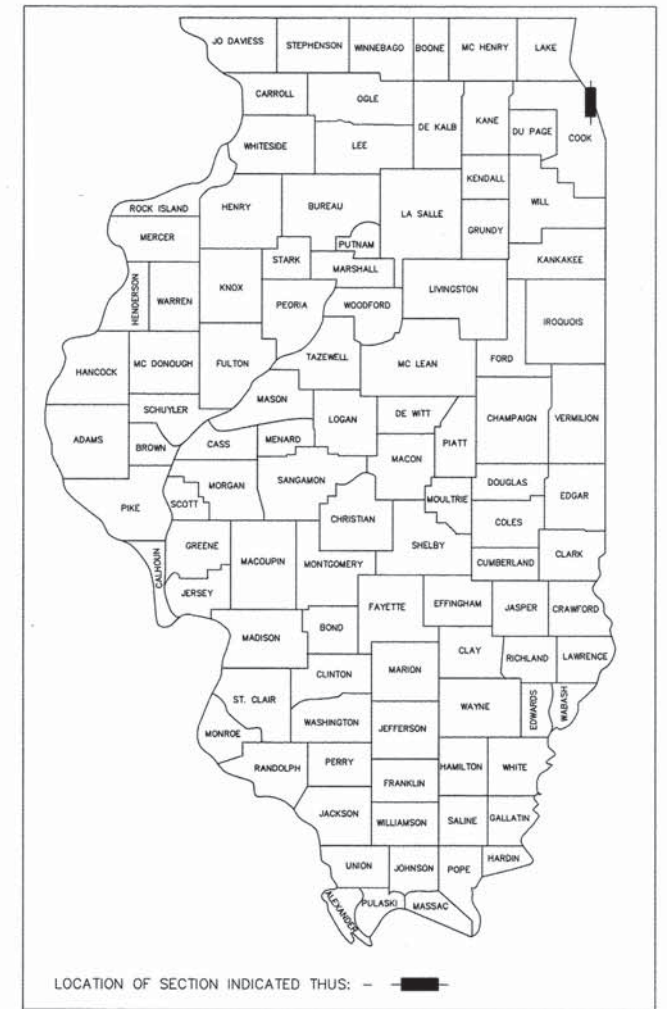 JO DAVIESS
STEPHENSON
WINNEBAGO
BOONE
MC HENRY
LAKE
CARROLL
OGLE
DE KALB
KANE
DU PAGE
COOK
WHITESIDE
LEE
KENDALL
ROCK ISLAND
HENRY
BUREAU
LA SALLE
WILL
MERCER
PUTNAM
GRUNDY
STARK
MARSHALL
KANKAKEE
HENDERSON
WARREN
KNOX
PEORIA
WOODFORD
LIVINGSTON
IROQUOIS
HANCOCK
MC DONOUGH
FULTON
TAZEWELL
MC LEAN
FORD
SCHUYLER
MASON
LOGAN
DE WITT
CHAMPAIGN
VERMILION
ADAMS
BROWN
CASS
MENARD
MACON
PIATT
PIKE
SCOTT
MORGAN
SANGAMON
CHRISTIAN
MOULTRIE
DOUGLAS
EDGAR
COLES
CALHOUN
GREENE
MACOUPIN
MONTGOMERY
SHELBY
CUMBERLAND
CLARK
JERSEY
FAYETTE
EFFINGHAM
JASPER
CRAWFORD
MADISON
BOND
CLAY
RICHLAND
LAWRENCE
CLINTON
MARION
ST. CLAIR
WASHINGTON
WAYNE
EDWARDS
WABASH
MONROE
JEFFERSON
RANDOLPH
PERRY
HAMILTON
WHITE
FRANKLIN
JACKSON
WILLIAMSON
SALINE
GALLATIN
UNION
JOHNSON
POPE
HARDIN
ALEXANDER
PULASKI
MASSAC
LOCATION OF SECTION INDICATED THUS: -